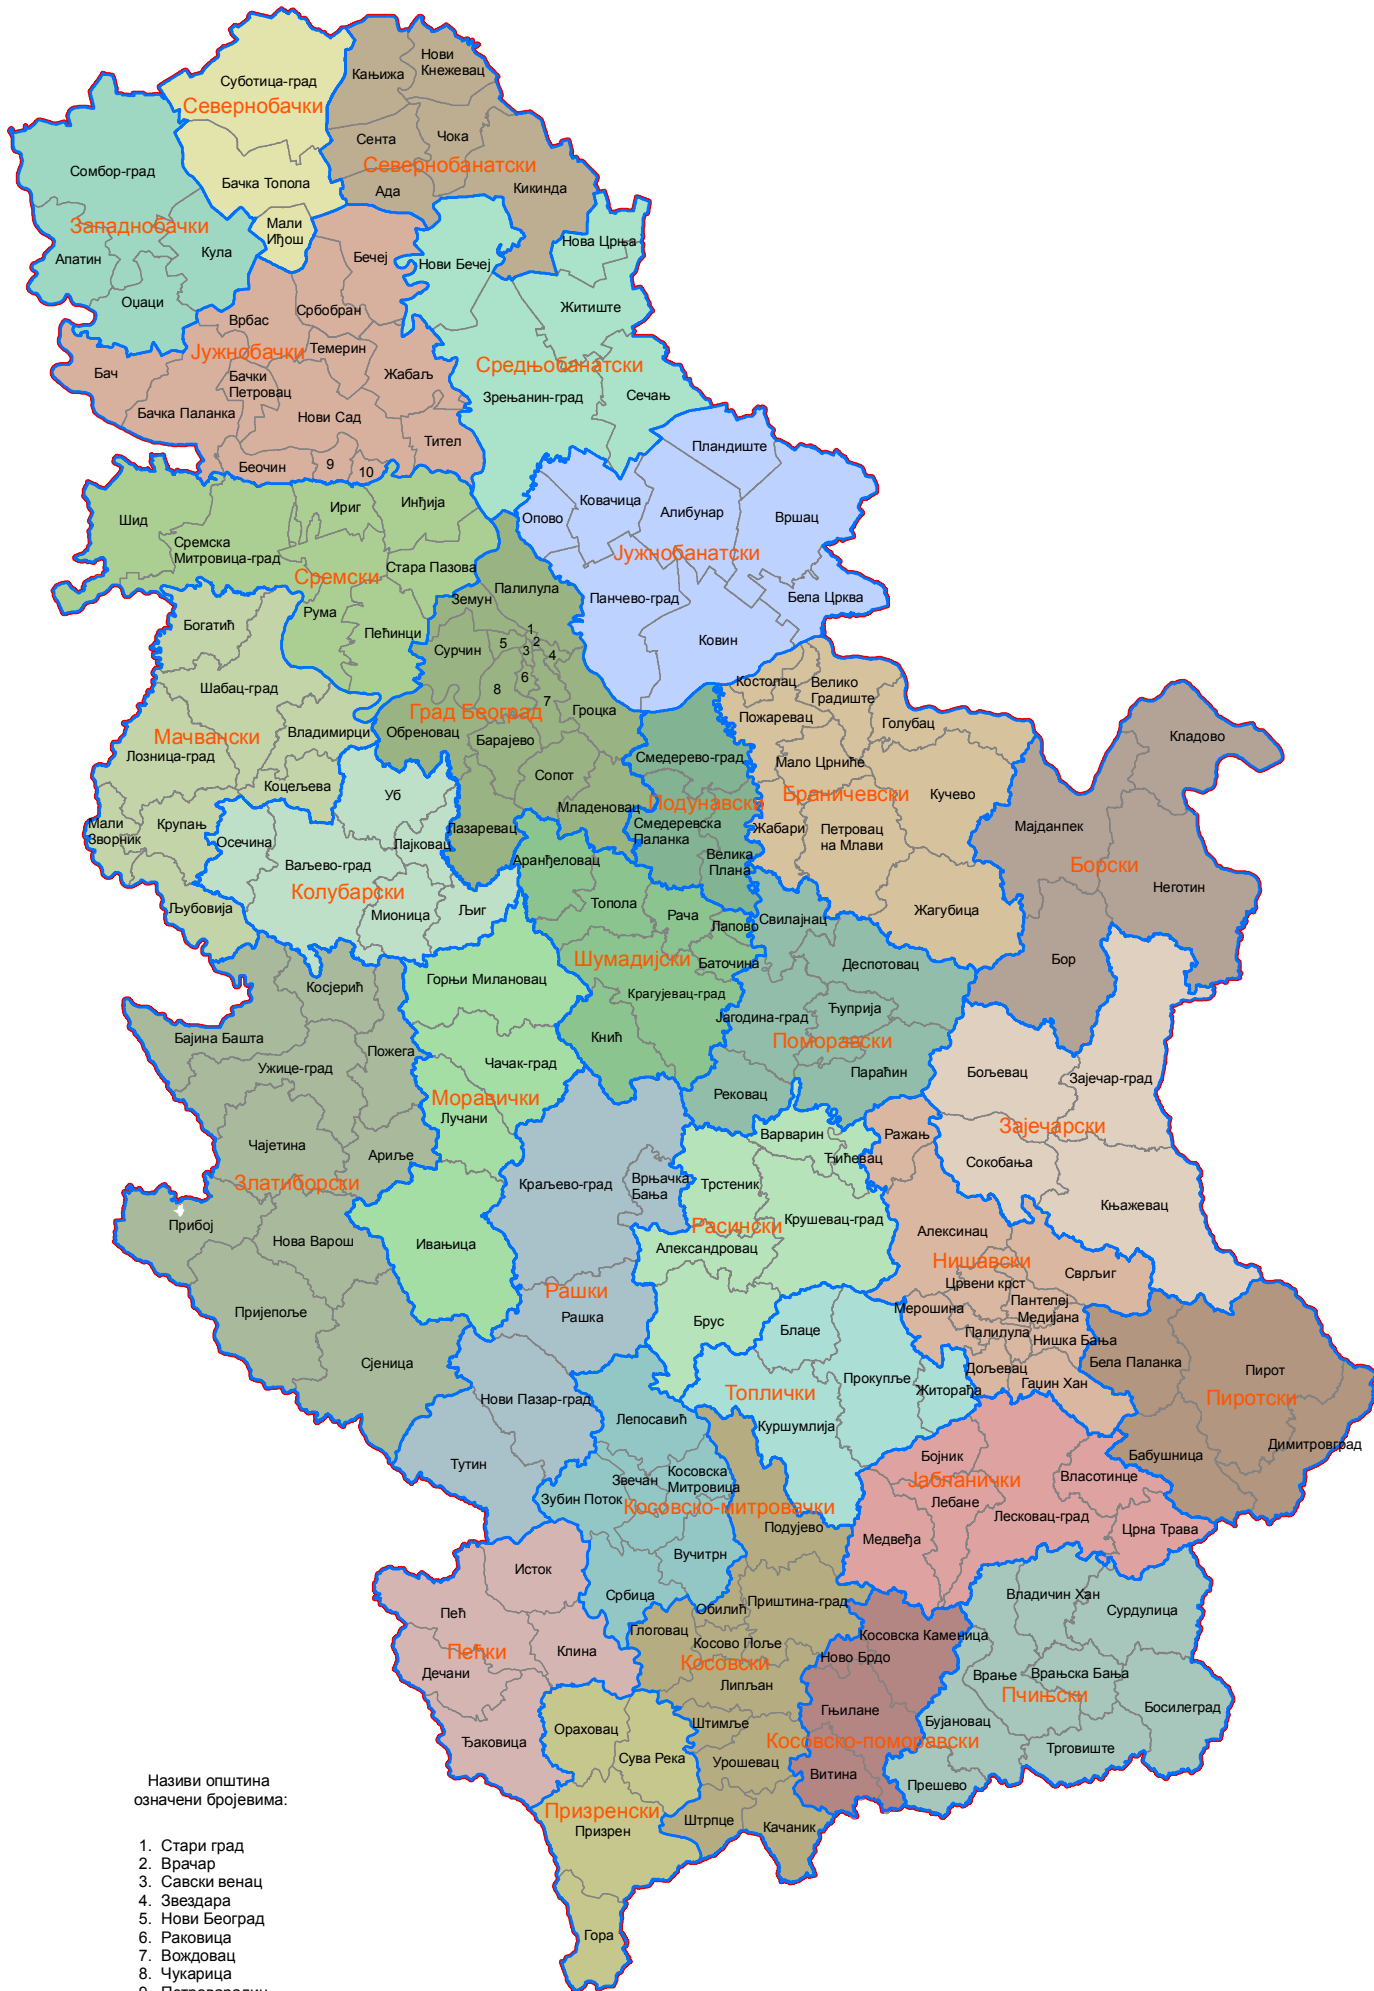 Суботица-град
Севернобачки
Кањижа
Нови
Кнежевац
Сента
Чока
Севернобанатски
Ада
Кикинда
Бачка Топола
Мали
Иђош
Сомбор-град
Западнобачки
Апатин
Кула
Оџаци
Бечеј
Нови Бечеј
Нова Црња
Житиште
Србобран
Врбас
Јужнобачки
Темерин
Бач
Бачки
Петровац
Жабаљ
Бачка Паланка
Нови Сад
Тител
Беочин
9
10
Средњобанатски
Зрењанин-град
Сечањ
Пландиште
Ковачица
Алибунар
Опово
Вршац
Јужнобанатски
Панчево-град
Бела Црква
Ковин
Шид
Ириг
Инђија
Сремска
Митровица-град
Сремски
Стара Пазова
Рума
Пећинци
Палилула
Земун
Сурчин
1
2
3
4
5
6
7
8
Град Београд
Гроцка
Обреновац
Барајево
Сопот
Младеновац
Лазаревац
Богатић
Шабац-град
Мачвански
Владимирци
Лозница-град
Коцељева
Мали
Зворник
Крупањ
Љубовија
Уб
Осечина
Ваљево-град
Лајковац
Колубарски
Мионица
Љиг
Смедерево-град
Подунавски
Смедеревска
Паланка
Велика
Плана
Костолац
Велико
Градиште
Пожаревац
Голубац
Мало Црниће
Браничевски
Кучево
Жабари
Петровац
на Млави
Жагубица
Кладово
Мајданпек
Борски
Неготин
Бор
Аранђеловац
Топола
Рача
Лапово
Шумадијски
Баточина
Крагујевац-град
Кнић
Свилајнац
Деспотовац
Јагодина-град
Ћуприја
Поморавски
Параћин
Рековац
Горњи Милановац
Чачак-град
Моравички
Лучани
Ивањица
Косјерић
Бајина Башта
Пожега
Ужице-град
Чајетина
Ариље
Златиборски
Прибој
Нова Варош
Пријепоље
Сјеница
Бољевац
Зајечар-град
Зајечарски
Сокобања
Књажевац
Краљево-град
Врњачка
Бања
Рашки
Рашка
Нови Пазар-град
Тутин
Варварин
Ћићевац
Трстеник
Крушевац-град
Расински
Александровац
Брус
Ражањ
Алексинац
Нишавски
Сврљиг
Црвени крст
Пантелеј
Мерошина
Медијана
Палилула
Нишка Бања
Дољевац
Гаџин Хан
Блаце
Прокупље
Топлички
Житорађа
Куршумлија
Бела Паланка
Пирот
Пиротски
Димитровград
Бабушница
Бојник
Јабланички
Власотинце
Лебане
Лесковац-град
Медвеђа
Црна Трава
Лепосавић
Звечан
Косовска
Митровица
Зубин Поток
Косовско-митровачки
Вучитрн
Србица
Подујево
Обилић
Приштина-град
Глоговац
Косово Поље
Косовски
Липљан
Штимље
Урошевац
Штрпце
Качаник
Исток
Пећ
Пећки
Клина
Дечани
Ђаковица
Ораховац
Сува Река
Призренски
Призрен
Гора
Косовска Каменица
Ново Брдо
Гњилане
Косовско-поморавски
Витина
Владичин Хан
Сурдулица
Врање
Врањска Бања
Пчињски
Босилеград
Бујановац
Трговиште
Прешево
Називи општина
означени бројевима:
1. Стари град
2. Врачар
3. Савски венац
4. Звездара
5. Нови Београд
6. Раковица
7. Вождовац
8. Чукарица